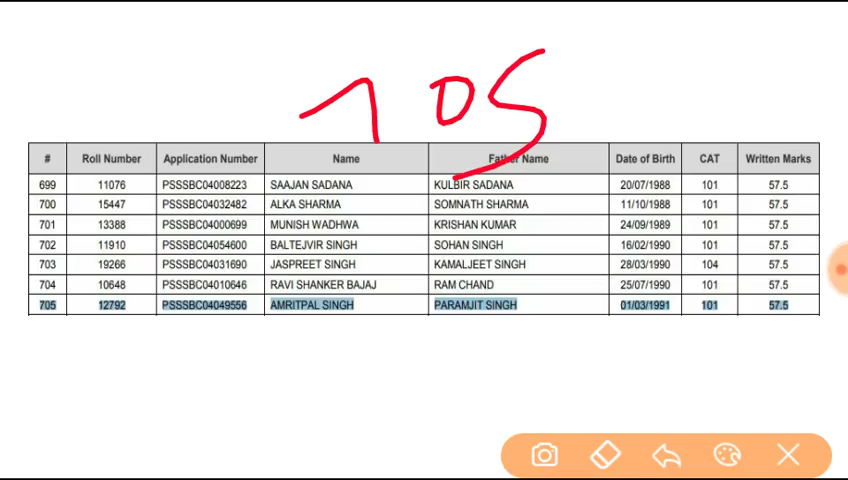 705
# Roll Number Application Number Name Father Name Date of Birth CAT Written Marks
699 11076 PSSSBC04008223 SAAJAN SADANA KULBIR SADANA 20/07/1988 101 57.5
700 15447 PSSSBC04032482 ALKA SHARMA SOMNATH SHARMA 11/10/1988 101 57.5
701 13388 PSSSBC04000699 MUNISH WADHWA KRISHAN KUMAR 24/09/1989 101 57.5
702 11910 PSSSBC04054600 BALTEJVIR SINGH SOHAN SINGH 16/02/1990 101 57.5
703 19266 PSSSBC04031690 JASPREET SINGH KAMALJEET SINGH 28/03/1990 104 57.5
704 10648 PSSSBC04010646 RAVI SHANKER BAJAJ RAM CHAND 25/07/1990 101 57.5
705 12792 PSSSBC04049556 AMRITPAL SINGH PARAMJIT SINGH 01/03/1991 101 57.5